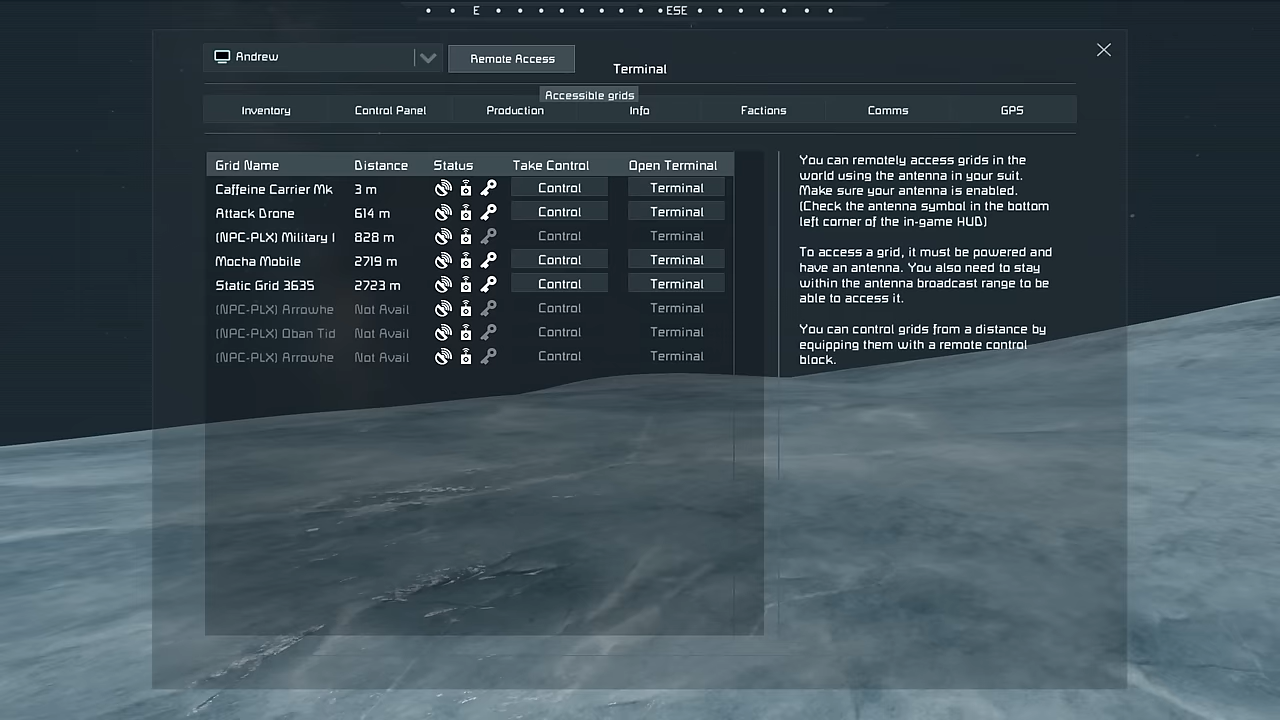 E ESE
Andrew
Remote Access
Terminal
Accessible grids
Inventory Control Panel Production Info Factions Comms GPS
Grid Name Distance Status Take Control Open Terminal
Caffeine Carrier Mk 3 m Control Terminal
Attack Drone 614 m Control Terminal
(NPC-PLX) Military I 828 m Control Terminal
Mocha Mobile 2719 m Control Terminal
Static Grid 3635 2723 m Control Terminal
(NPC-PLX) Arrowhe Not Avail Control Terminal
(NPC-PLX) Oban Tid Not Avail Control Terminal
(NPC-PLX) Arrowhe Not Avail Control Terminal
You can remotely access grids in the
world using the antenna in your suit.
Make sure your antenna is enabled.
(Check the antenna symbol in the bottom
left corner of the in-game HUD)
To access a grid, it must be powered and
have an antenna. You also need to stay
within the antenna broadcast range to be
able to access it.
You can control grids from a distance by
equipping them with a remote control
block.